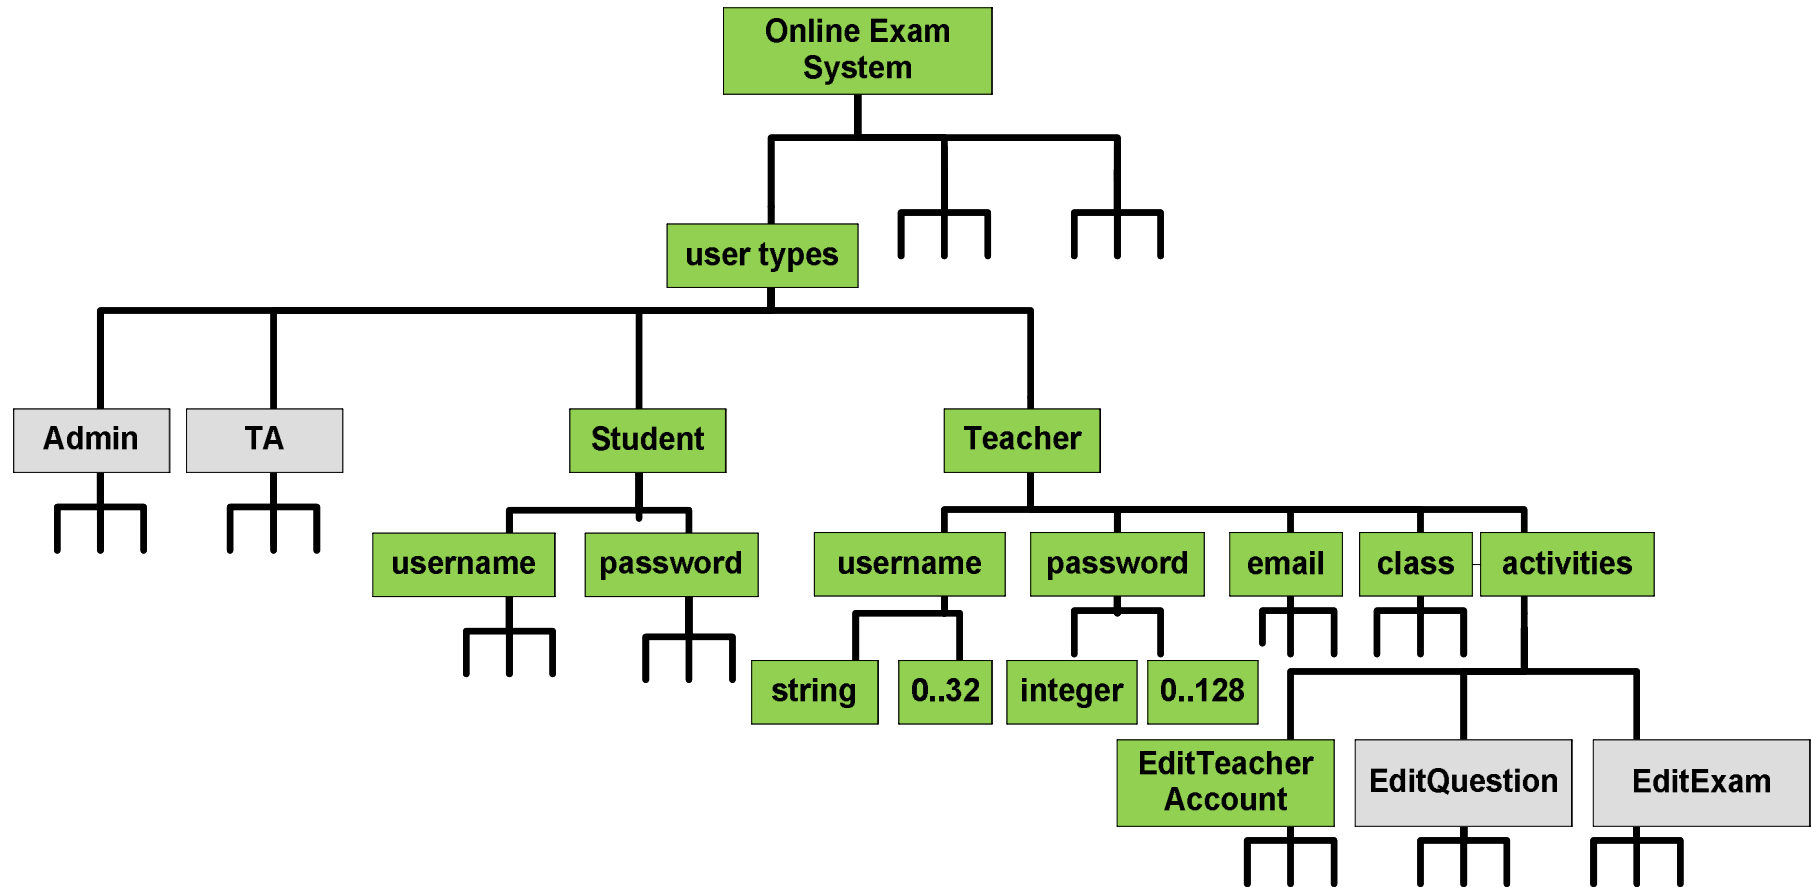 Online Exam
System
user types
Admin
TA
Student
Teacher
username
password
username
password
email
class
activities
string
0..32
integer
0..128
EditTeacher
Account
EditQuestion
EditExam